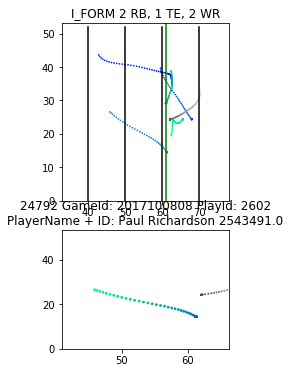 I_FORM 2 RB, 1 TE, 2 WR
50
40
30
20
10
0
40 50 60 70
24792 GameId: 2017100808 PlayId: 2602
PlayerName + ID: Paul Richardson 2543491.0
40
20
0
50 60